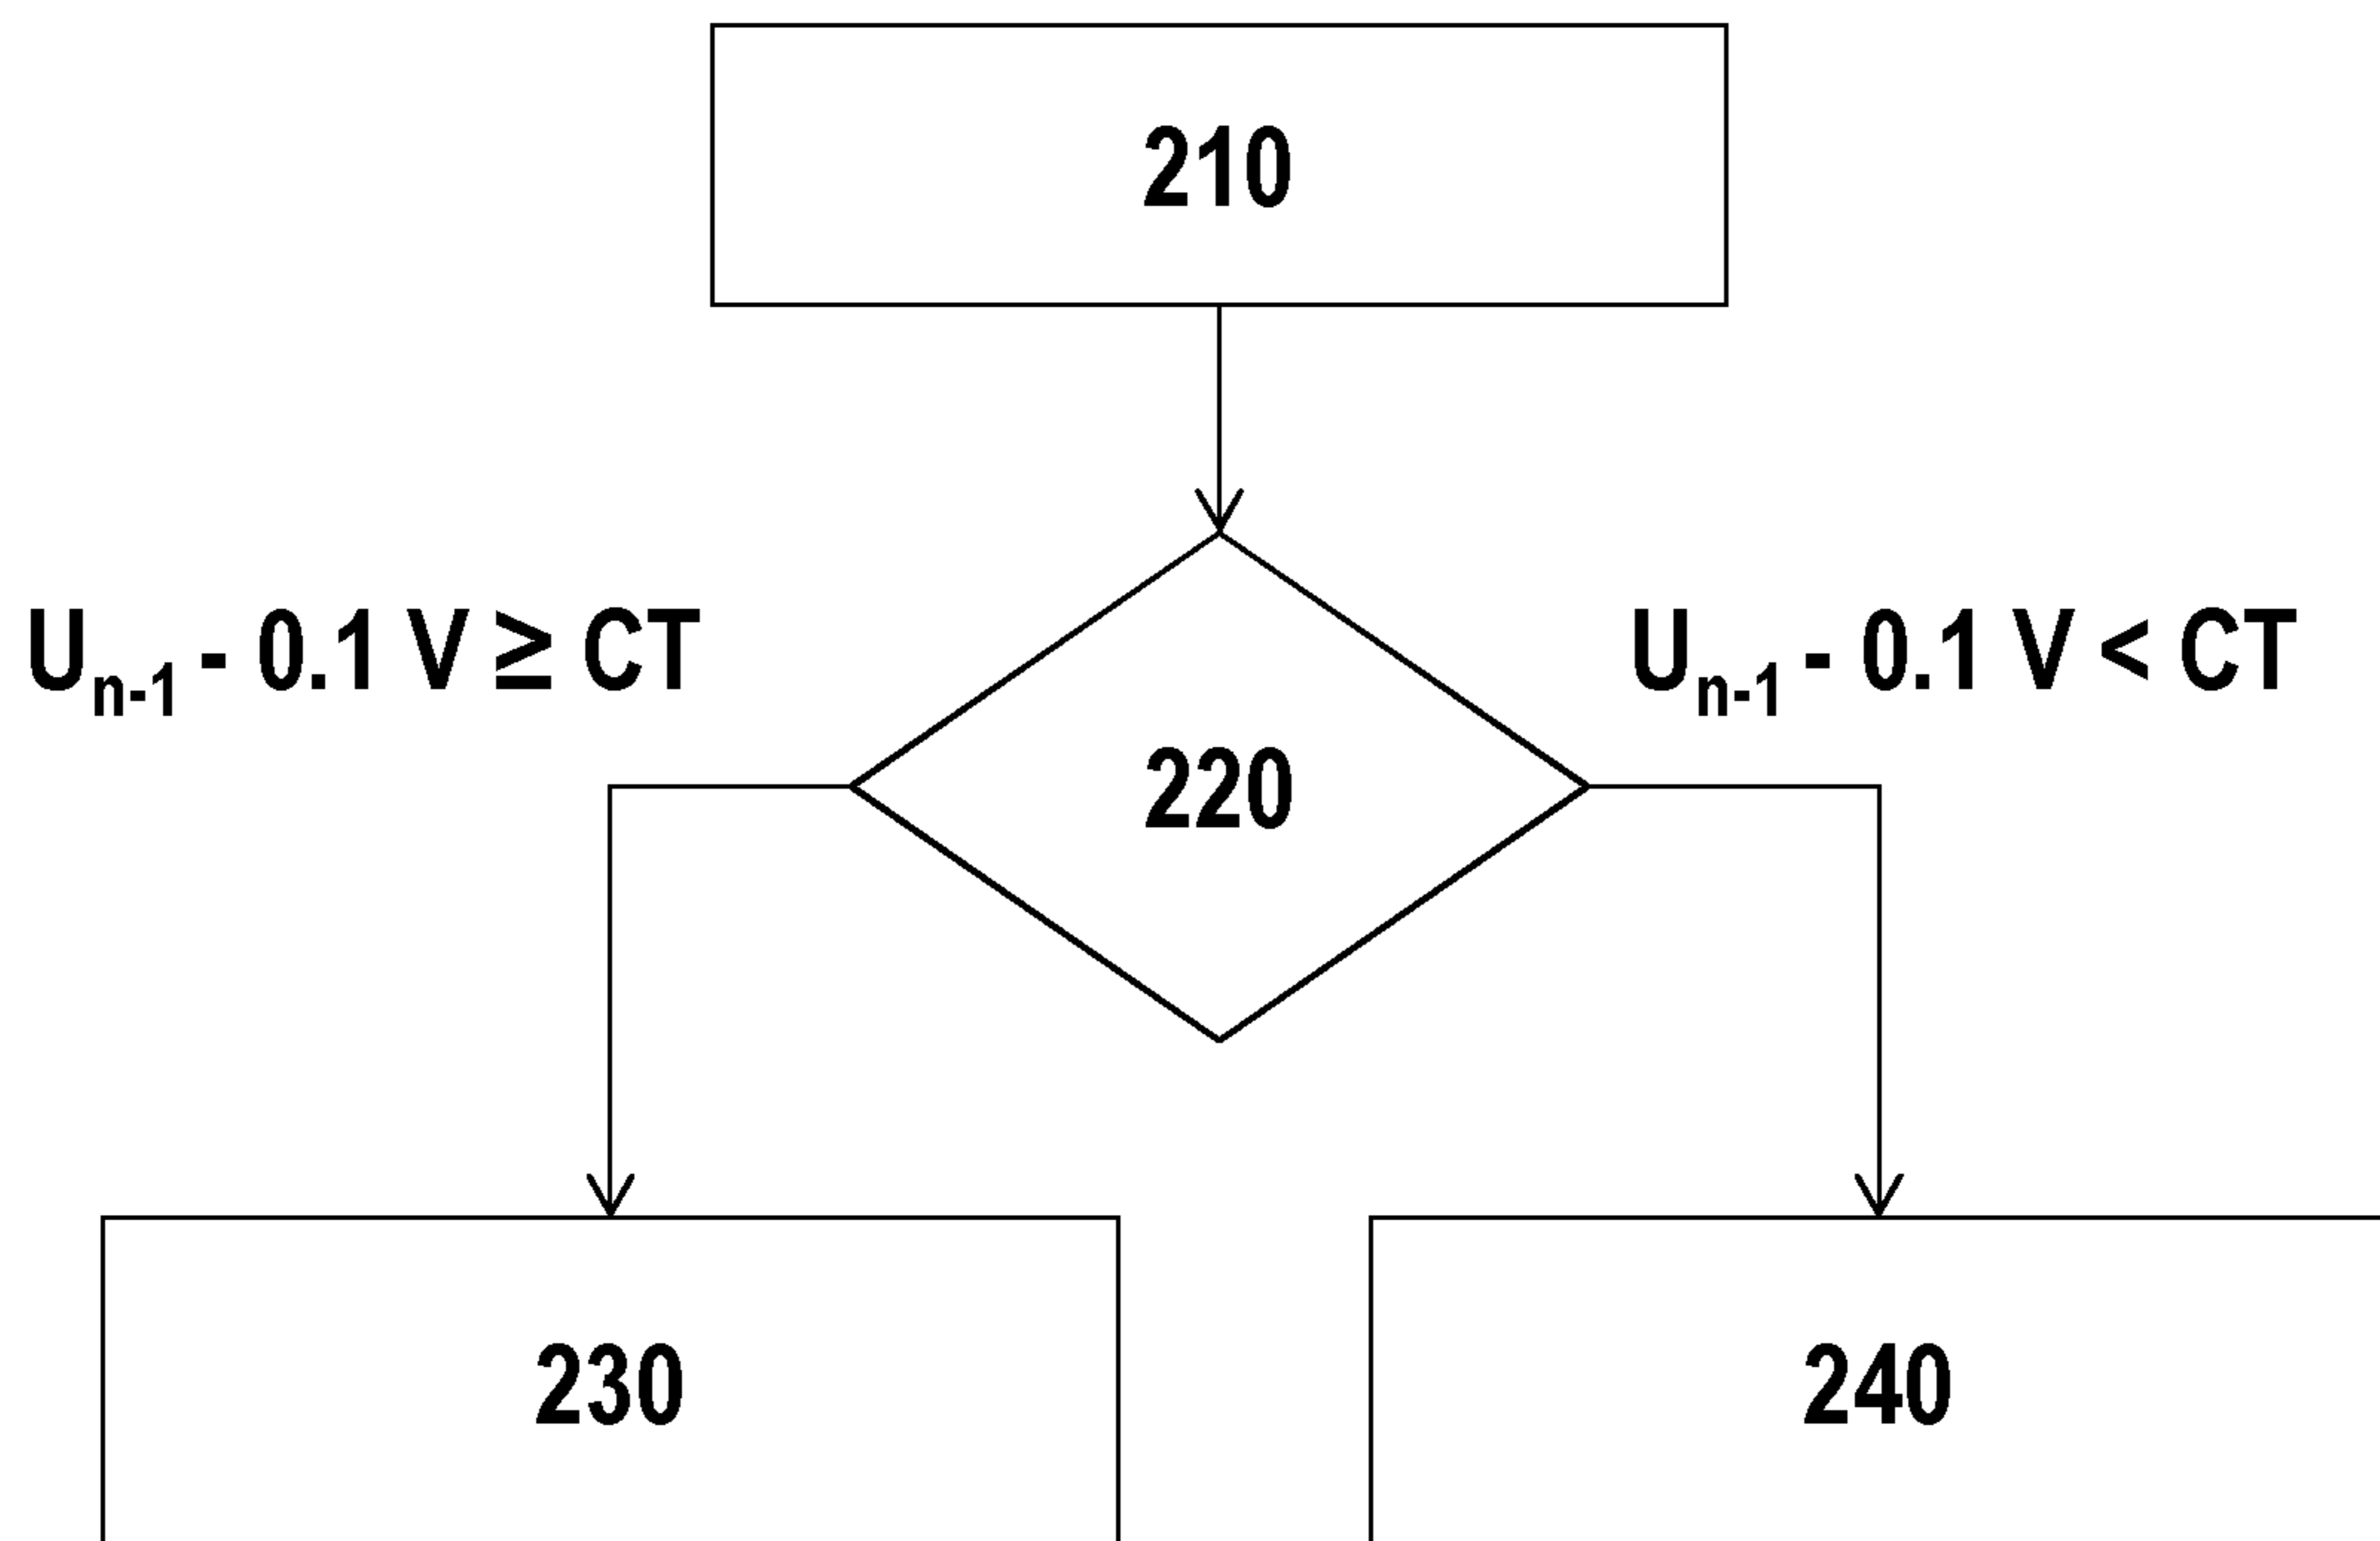 210
Uₙ₋₁ - 0.1 V ≥ CT
Uₙ₋₁ - 0.1 V < CT
220
230
240